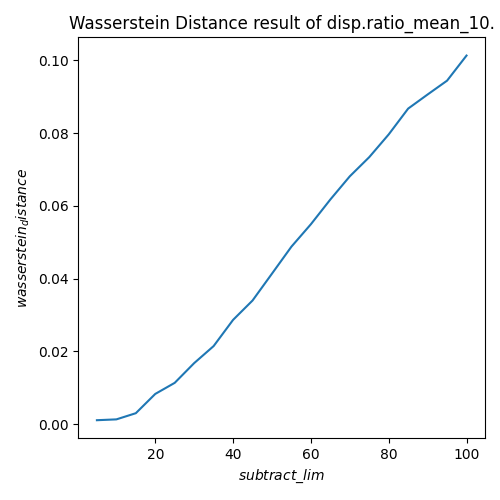 Wasserstein Distance result of disp.ratio_mean_10.
0.10
0.08
0.06
0.04
0.02
0.00
wasserstein_distance
20 40 60 80 100
subtract_lim